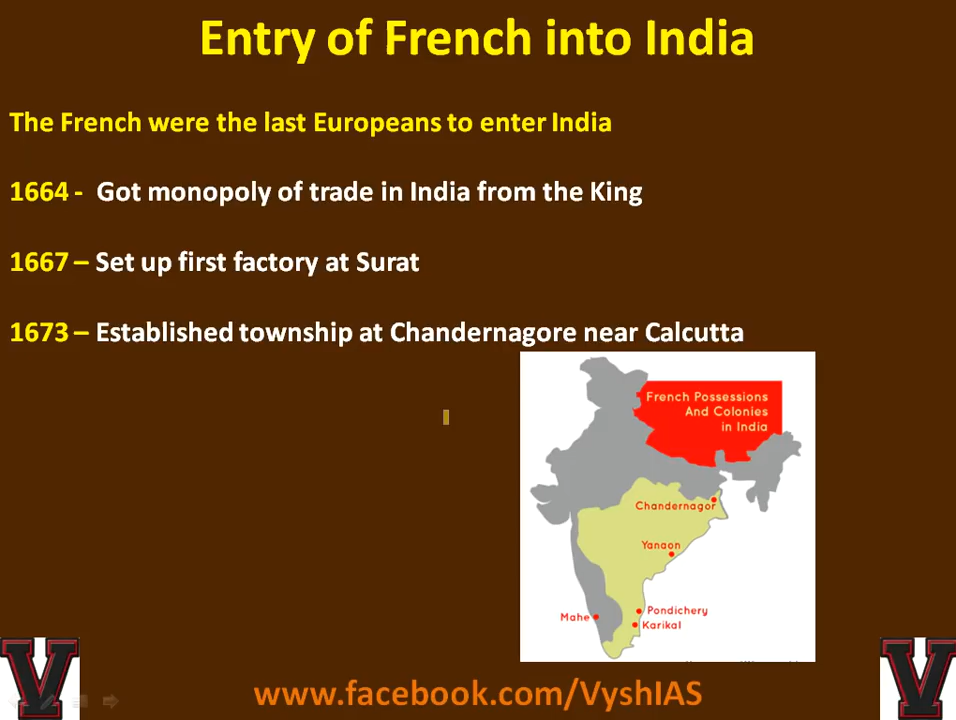 Entry of French into India
The French were the last Europeans to enter India
1664 - Got monopoly of trade in India from the King
1667 – Set up first factory at Surat
1673 – Established township at Chandernagore near Calcutta
French Possessions
And Colonies
in India
Chandernagor
Yanaon
Mahe
Pondichery
Karikal
V
V
www.facebook.com/VyshIAS